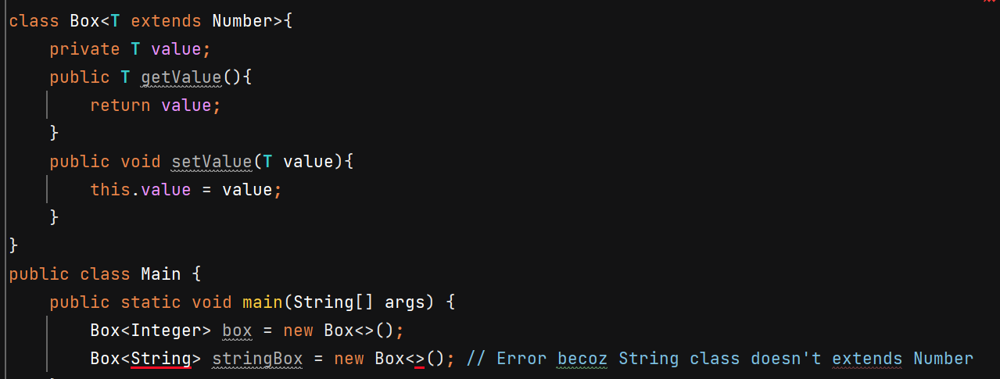 class Box<T extends Number>{
    private T value;
    public T getValue(){
        return value;
    }
    public void setValue(T value){
        this.value = value;
    }
}
public class Main {
    public static void main(String[] args) {
        Box<Integer> box = new Box<>();
        Box<String> stringBox = new Box<>(); // Error becoz String class doesn't extends Number